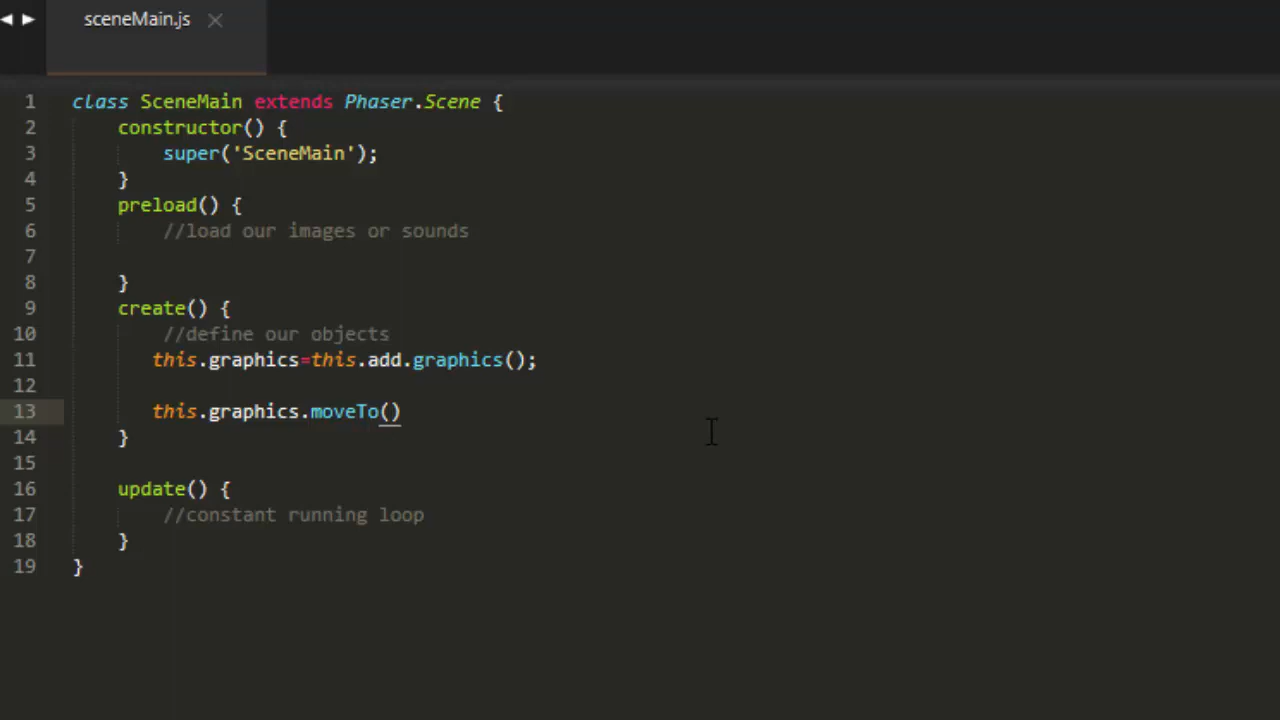 sceneMain.js
1 class SceneMain extends Phaser.Scene {
2 constructor() {
3 super('SceneMain');
4 }
5 preload() {
6 //load our images or sounds
7
8 }
9 create() {
10 //define our objects
11 this.graphics=this.add.graphics();
12
13 this.graphics.moveTo()
14 }
15
16 update() {
17 //constant running loop
18 }
19 }